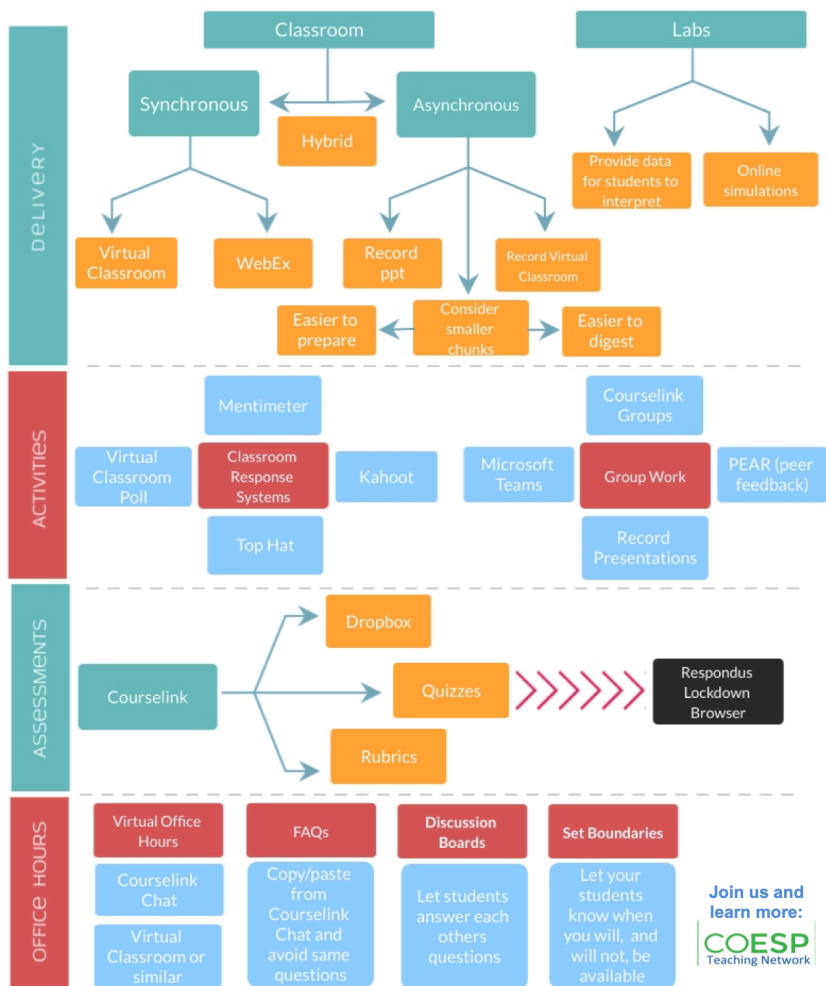 DELIVERY
Classroom
Labs
Synchronous
Asynchronous
Hybrid
Provide data
for students to
interpret
Online
simulations
Virtual
Classroom
WebEx
Record
ppt
Record Virtual
Classroom
Easier to
prepare
Consider
smaller
chunks
Easier to
digest
ACTIVITIES
Mentimeter
Virtual
Classroom
Poll
Classroom
Response
Systems
Kahoot
Top Hat
Courselink
Groups
Microsoft
Teams
Group Work
PEAR (peer
feedback)
Record
Presentations
ASSESSMENTS
Courselink
Dropbox
Quizzes
Rubrics
Respondus
Lockdown
Browser
OFFICE HOURS
Virtual Office
Hours
Courselink
Chat
Virtual
Classroom or
similar
FAQs
Copy/paste
from
Courselink
Chat and
avoid same
questions
Discussion
Boards
Let students
answer each
others
questions
Set Boundaries
Let your
students
know when
you will, and
will not, be
available
Join us and
learn more:
COESP
Teaching Network